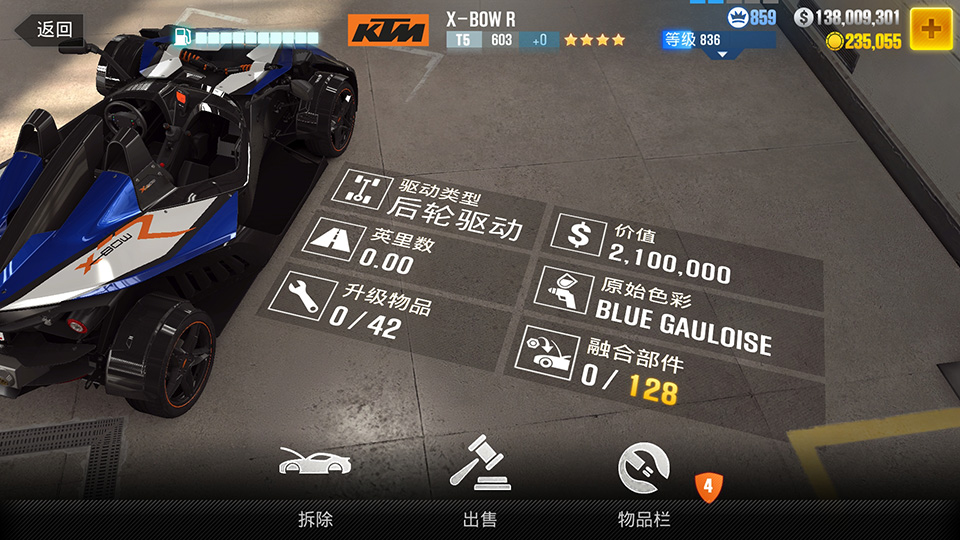 返回
KTM
X-BOW R
T5 603 +0
859
138,009,301
等级 836
235,055
驱动类型
后轮驱动
英里数
0.00
升级物品
0/42
价值
2,100,000
原始色彩
BLUE GAULOISE
融合部件
0/128
X-BOW
4
拆除
出售
物品栏